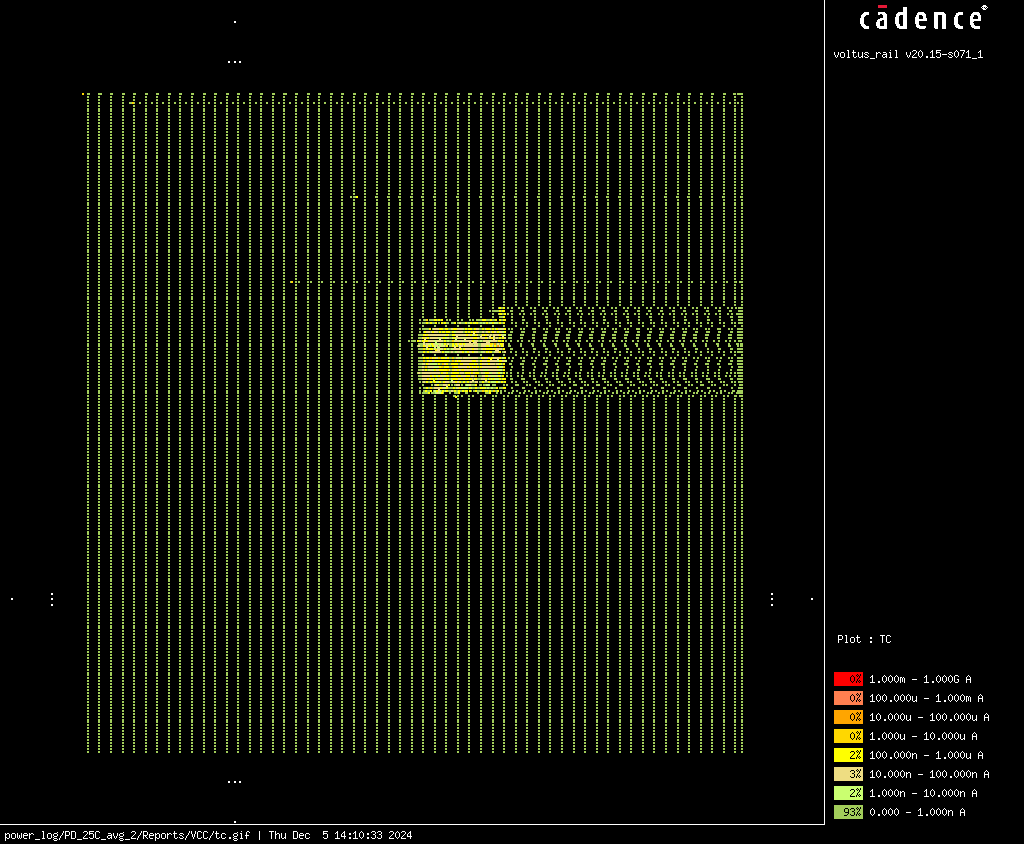 cādence®
voltus_rail v20.15-s071_1
Plot : TC
0% 1.000m - 1.000G A
0% 100.000u - 1.000m A
0% 10.000u - 100.000u A
0% 1.000u - 10.000u A
2% 100.000n - 1.000u A
3% 10.000n - 100.000n A
2% 1.000n - 10.000n A
93% 0.000 - 1.000n A
power_log/PD_25C_avg_2/Reports/VCC/tc.gif | Thu Dec  5 14:10:33 2024